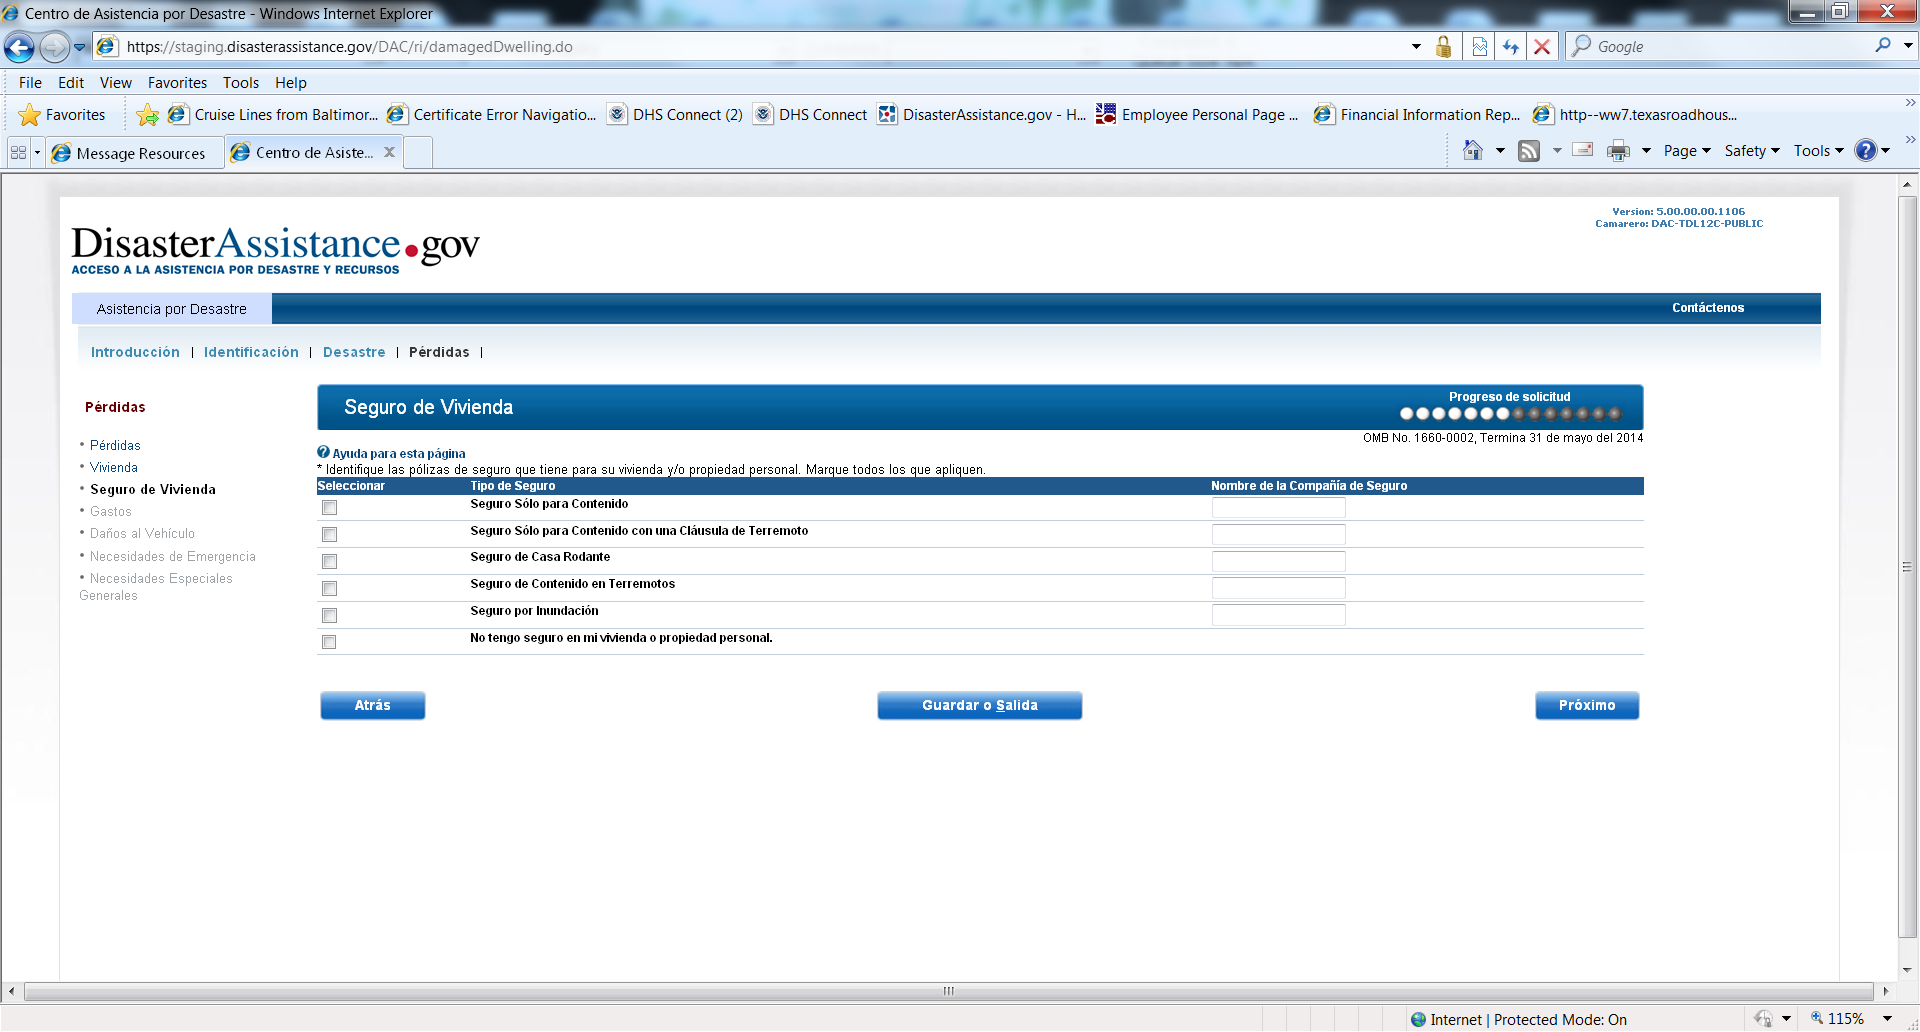 Centro de Asistencia por Desastre - Windows Internet Explorer
https://staging.disasterassistance.gov/DAC/ri/damagedDwelling.do
Google
File Edit View Favorites Tools Help
Favorites Cruise Lines from Baltimor... Certificate Error Navigatio... DHS Connect (2) DHS Connect DisasterAssistance.gov - H... Employee Personal Page ... Financial Information Rep... http--ww7.texasroadhous...
Message Resources Centro de Asiste... Page Safety Tools
Version: 5.00.00.00.1106
Camarero: DAC-TDL12C-PUBLIC
DisasterAssistance.gov
ACCESO A LA ASISTENCIA POR DESASTRE Y RECURSOS
Asistencia por Desastre Contáctenos
Introducción | Identificación | Desastre | Pérdidas |
Pérdidas
• Pérdidas
• Vivienda
• Seguro de Vivienda
• Gastos
• Daños al Vehículo
• Necesidades de Emergencia
• Necesidades Especiales
Generales
Seguro de Vivienda
Progreso de solicitud
OMB No. 1660-0002, Termina 31 de mayo del 2014
? Ayuda para esta página
* Identifique las pólizas de seguro que tiene para su vivienda y/o propiedad personal. Marque todos los que apliquen.
Seleccionar Tipo de Seguro Nombre de la Compañía de Seguro
Seguro Sólo para Contenido
Seguro Sólo para Contenido con una Cláusula de Terremoto
Seguro de Casa Rodante
Seguro de Contenido en Terremotos
Seguro por Inundación
No tengo seguro en mi vivienda o propiedad personal.
Atrás Guardar o Salida Próximo
Internet | Protected Mode: On 115%